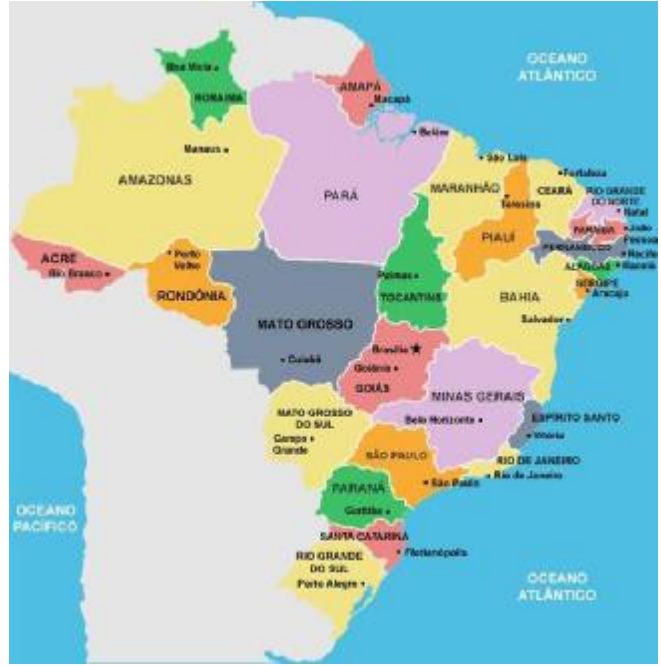 OCEANO
ATLÂNTICO
Boa Vista
RORAIMA
AMAPÁ
Macapá
Belém
Manaus
AMAZONAS
PARÁ
São Luís
MARANHÃO
Fortaleza
CEARÁ
Teresina
PIAUÍ
RIO GRANDE
DO NORTE
Natal
PARAÍBA
João
Pessoa
PERNAMBUCO
Recife
ALAGOAS
Maceió
SERGIPE
Aracaju
ACRE
Rio Branco
Porto
Velho
RONDÔNIA
Palmas
TOCANTINS
BAHIA
Salvador
MATO GROSSO
Cuiabá
Brasília
Goiânia
GOIÁS
MINAS GERAIS
Belo Horizonte
ESPÍRITO SANTO
Vitória
MATO GROSSO
DO SUL
Campo
Grande
SÃO PAULO
São Paulo
RIO DE JANEIRO
Rio de Janeiro
PARANÁ
Curitiba
SANTA CATARINA
Florianópolis
RIO GRANDE
DO SUL
Porto Alegre
OCEANO
PACÍFICO
OCEANO
ATLÂNTICO